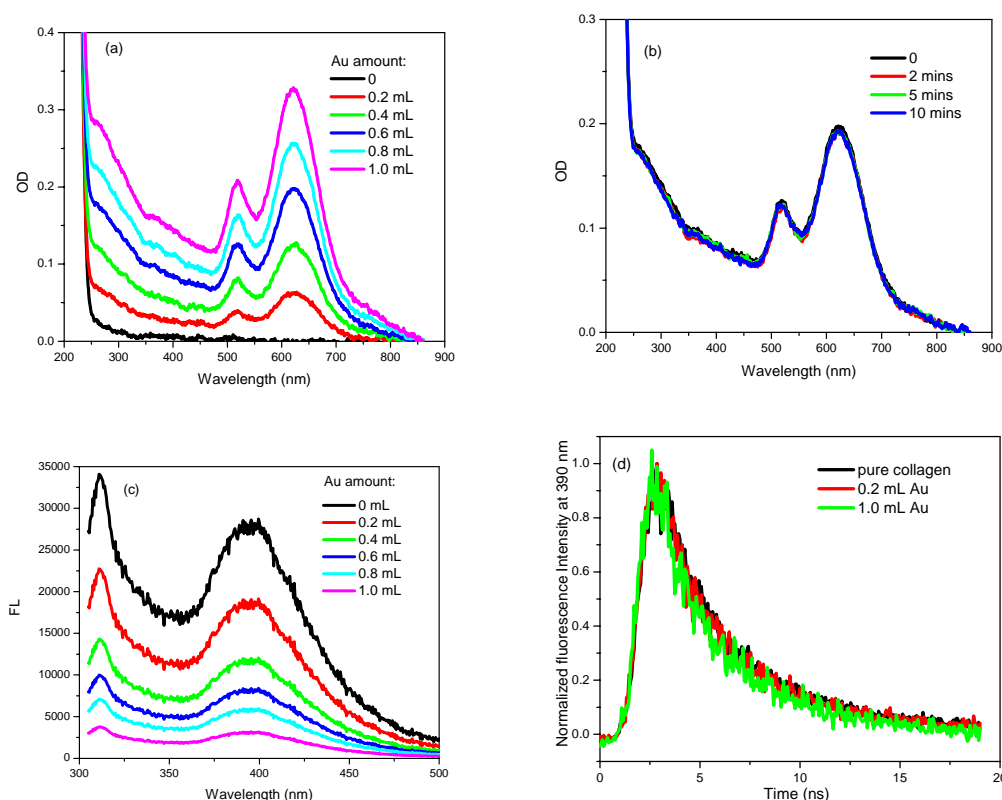 (a)
Au amount:
0
0.2 mL
0.4 mL
0.6 mL
0.8 mL
1.0 mL
0.4
0.3
0.2
0.1
0.0
OD
200 300 400 500 600 700 800 900
Wavelength (nm)
(b)
0
2 mins
5 mins
10 mins
0.3
0.2
0.1
0.0
OD
200 300 400 500 600 700 800 900
Wavelength (nm)
(c)
Au amount:
0 mL
0.2 mL
0.4 mL
0.6 mL
0.8 mL
1.0 mL
35000
30000
25000
20000
15000
10000
5000
0
FL
300 350 400 450 500
Wavelength (nm)
(d)
pure collagen
0.2 mL Au
1.0 mL Au
1.0
0.8
0.6
0.4
0.2
0.0
Normalized fluorescence Intensity at 390 nm
0 5 10 15 20
Time (ns)